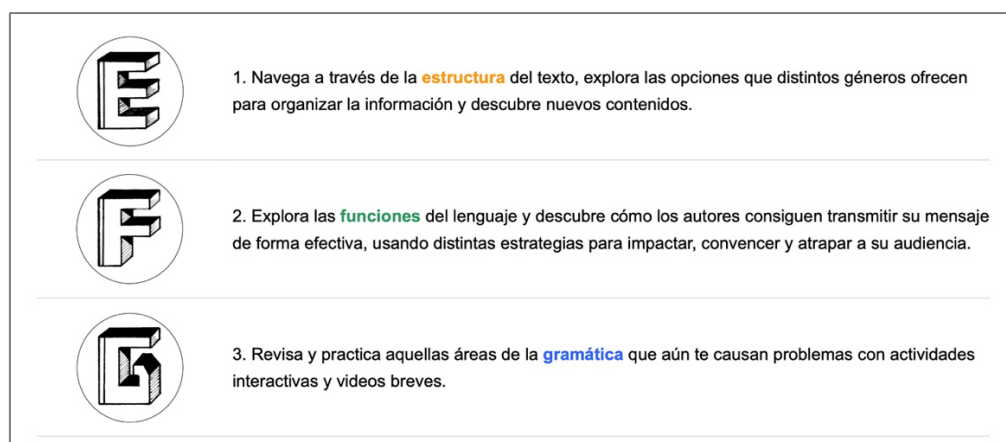 E
1. Navega a través de la estructura del texto, explora las opciones que distintos géneros ofrecen
para organizar la información y descubre nuevos contenidos.
F
2. Explora las funciones del lenguaje y descubre cómo los autores consiguen transmitir su mensaje
de forma efectiva, usando distintas estrategias para impactar, convencer y atrapar a su audiencia.
G
3. Revisa y practica aquellas áreas de la gramática que aún te causan problemas con actividades
interactivas y videos breves.